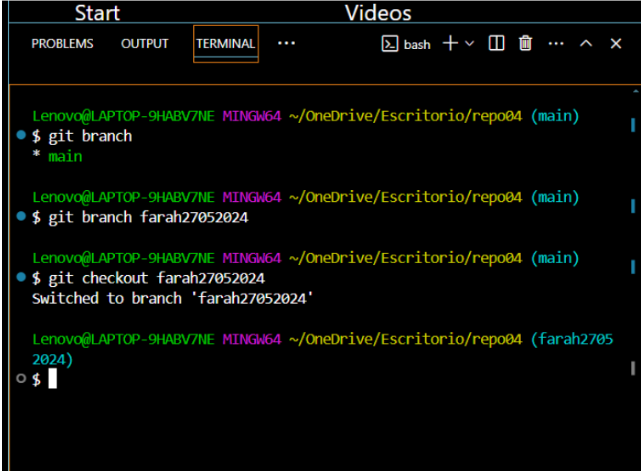 Start Videos
PROBLEMS OUTPUT TERMINAL ··· bash
Lenovo@LAPTOP-9HABV7NE MINGW64 ~/OneDrive/Escritorio/repo04 (main)
$ git branch
* main
Lenovo@LAPTOP-9HABV7NE MINGW64 ~/OneDrive/Escritorio/repo04 (main)
$ git branch farah27052024
Lenovo@LAPTOP-9HABV7NE MINGW64 ~/OneDrive/Escritorio/repo04 (main)
$ git checkout farah27052024
Switched to branch 'farah27052024'
Lenovo@LAPTOP-9HABV7NE MINGW64 ~/OneDrive/Escritorio/repo04 (farah2705
2024)
$